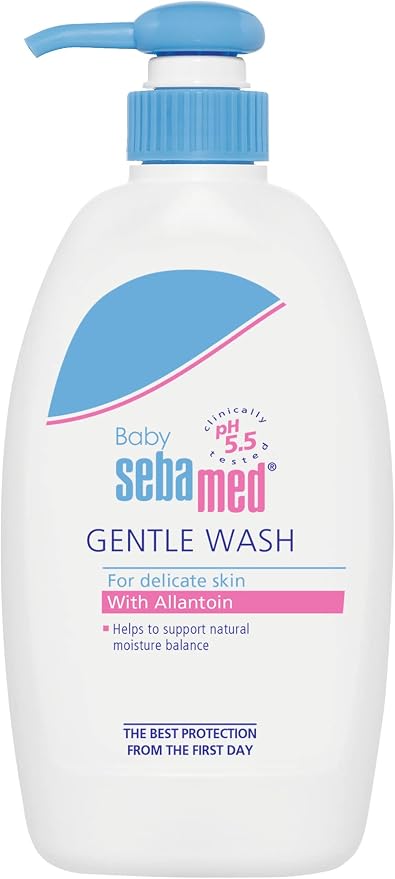 Baby
clinically
pH
5.5
tested
sebamed®
GENTLE WASH
For delicate skin
With Allantoin
▪ Helps to support natural
moisture balance
THE BEST PROTECTION
FROM THE FIRST DAY